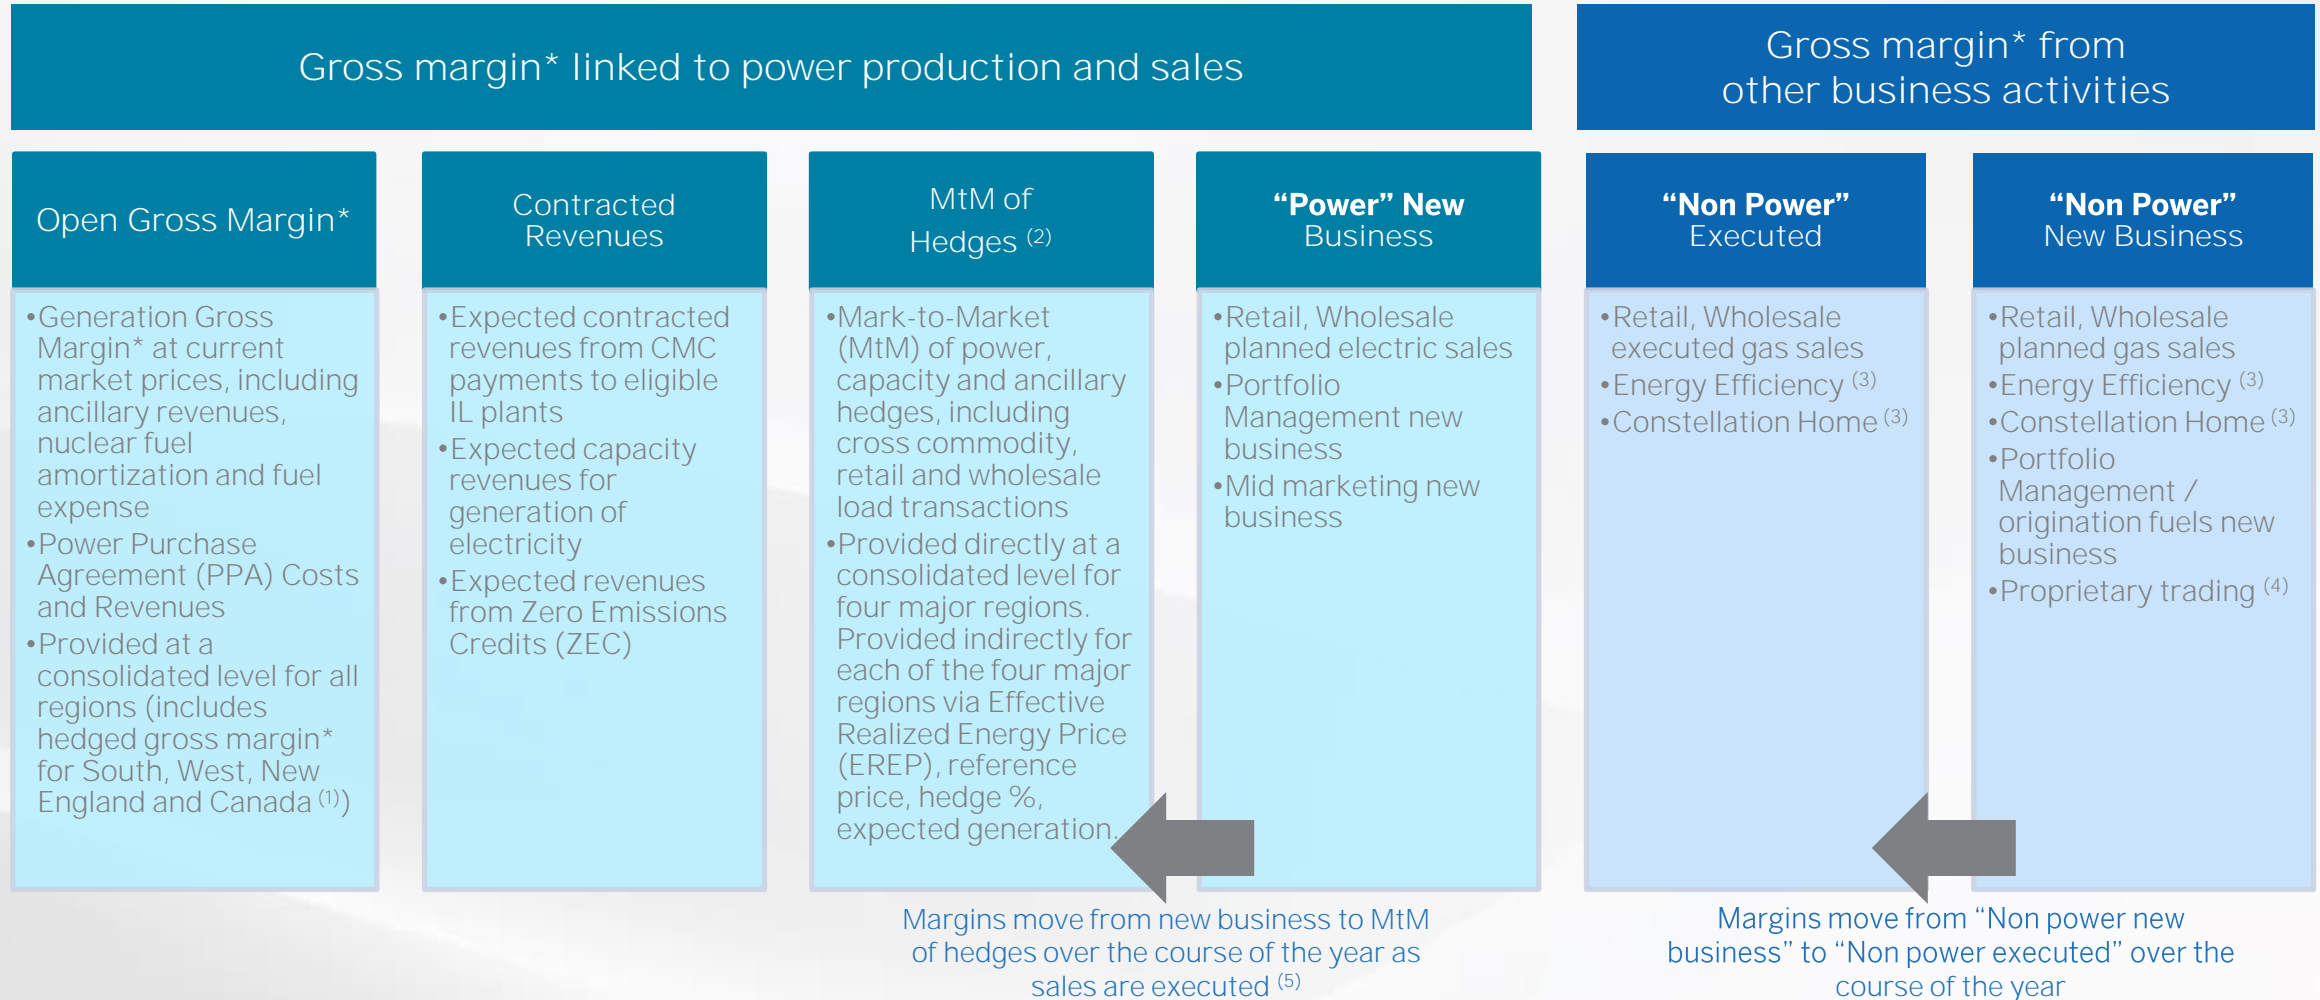 Gross margin* linked to power production and sales
Gross margin* from
other business activities
Open Gross Margin*
•Generation Gross
Margin* at current
market prices, including
ancillary revenues,
nuclear fuel
amortization and fuel
expense
•Power Purchase
Agreement (PPA) Costs
and Revenues
•Provided at a
consolidated level for all
regions (includes
hedged gross margin*
for South, West, New
England and Canada (1))
Contracted
Revenues
•Expected contracted
revenues from CMC
payments to eligible
IL plants
•Expected capacity
revenues for
generation of
electricity
•Expected revenues
from Zero Emissions
Credits (ZEC)
MtM of
Hedges (2)
•Mark-to-Market
(MtM) of power,
capacity and ancillary
hedges, including
cross commodity,
retail and wholesale
load transactions
•Provided directly at a
consolidated level for
four major regions.
Provided indirectly for
each of the four major
regions via Effective
Realized Energy Price
(EREP), reference
price, hedge %,
expected generation.
“Power” New
Business
•Retail, Wholesale
planned electric sales
•Portfolio
Management new
business
•Mid marketing new
business
Margins move from new business to MtM
of hedges over the course of the year as
sales are executed (5)
“Non Power”
Executed
•Retail, Wholesale
executed gas sales
•Energy Efficiency (3)
•Constellation Home (3)
“Non Power”
New Business
•Retail, Wholesale
planned gas sales
•Energy Efficiency (3)
•Constellation Home (3)
•Portfolio
Management /
origination fuels new
business
•Proprietary trading (4)
Margins move from “Non power new
business” to “Non power executed” over the
course of the year